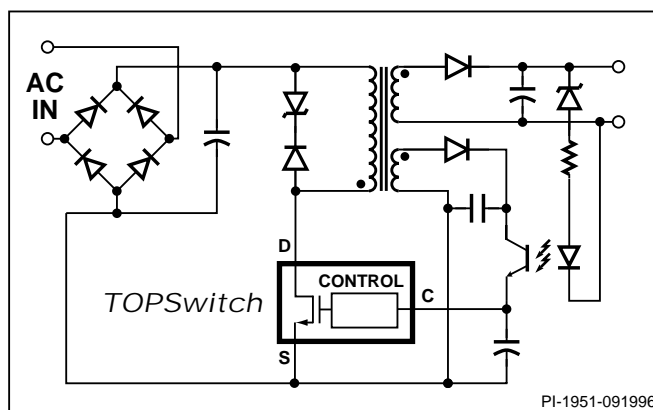 AC
IN
D
CONTROL
C
TOPSwitch
S
PI-1951-091996